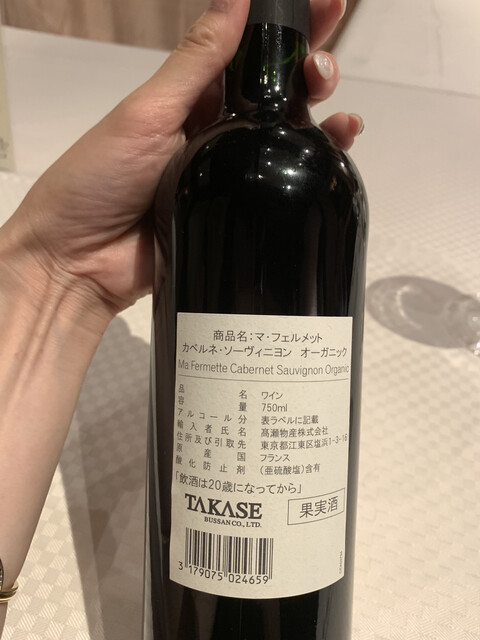 商品名:マ・フェルメット
カベルネ・ソーヴィニヨン オーガニック
Ma Fermette Cabernet Sauvignon Organic
品名 ワイン
容量 750ml
アルコール分 表ラベルに記載
輸入者氏名 高瀬物産株式会社
住所及び引取先 東京都江東区塩浜1-3-16
原産国 フランス
酸化防止剤 (亜硫酸塩)含有
「飲酒は20歳になってから」
TAKASE
BUSSAN CO., LTD.
果実酒
3 179075 024659